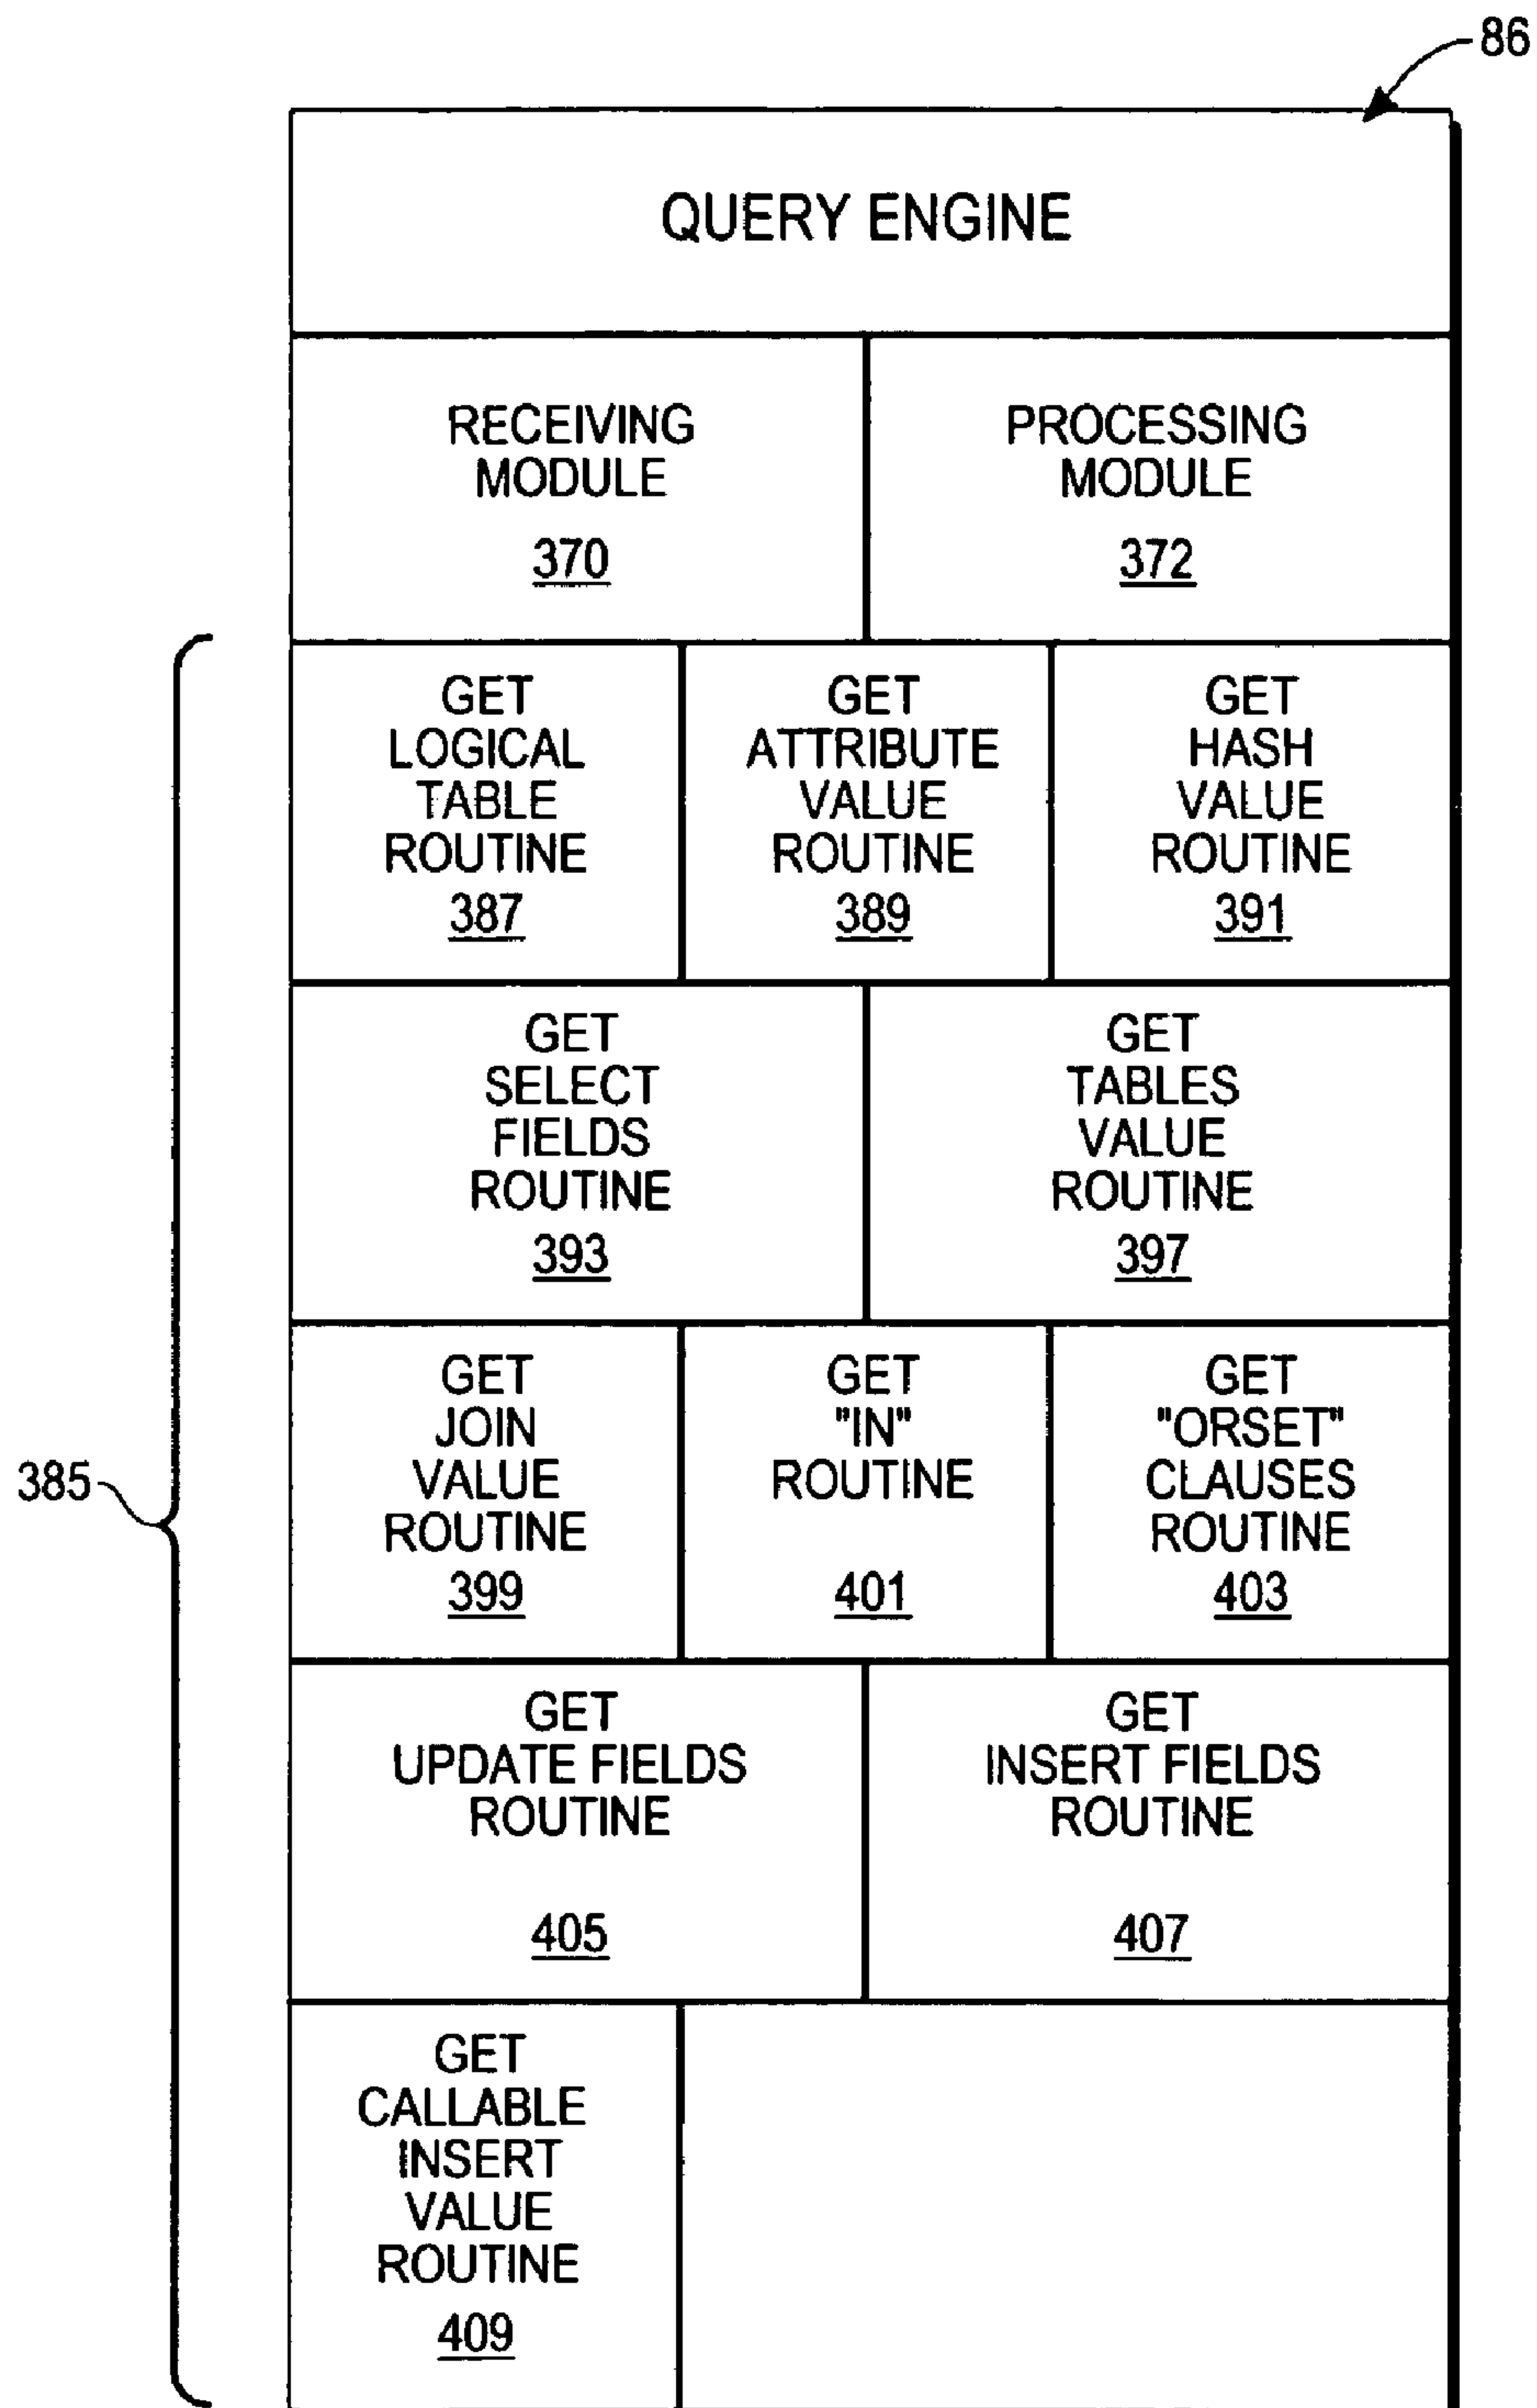 86
QUERY ENGINE
RECEIVING
MODULE
370
PROCESSING
MODULE
372
GET
LOGICAL
TABLE
ROUTINE
387
GET
ATTRIBUTE
VALUE
ROUTINE
389
GET
HASH
VALUE
ROUTINE
391
GET
SELECT
FIELDS
ROUTINE
393
GET
TABLES
VALUE
ROUTINE
397
385
GET
JOIN
VALUE
ROUTINE
399
GET
"IN"
ROUTINE
401
GET
"ORSET"
CLAUSES
ROUTINE
403
GET
UPDATE FIELDS
ROUTINE
405
GET
INSERT FIELDS
ROUTINE
407
GET
CALLABLE
INSERT
VALUE
ROUTINE
409